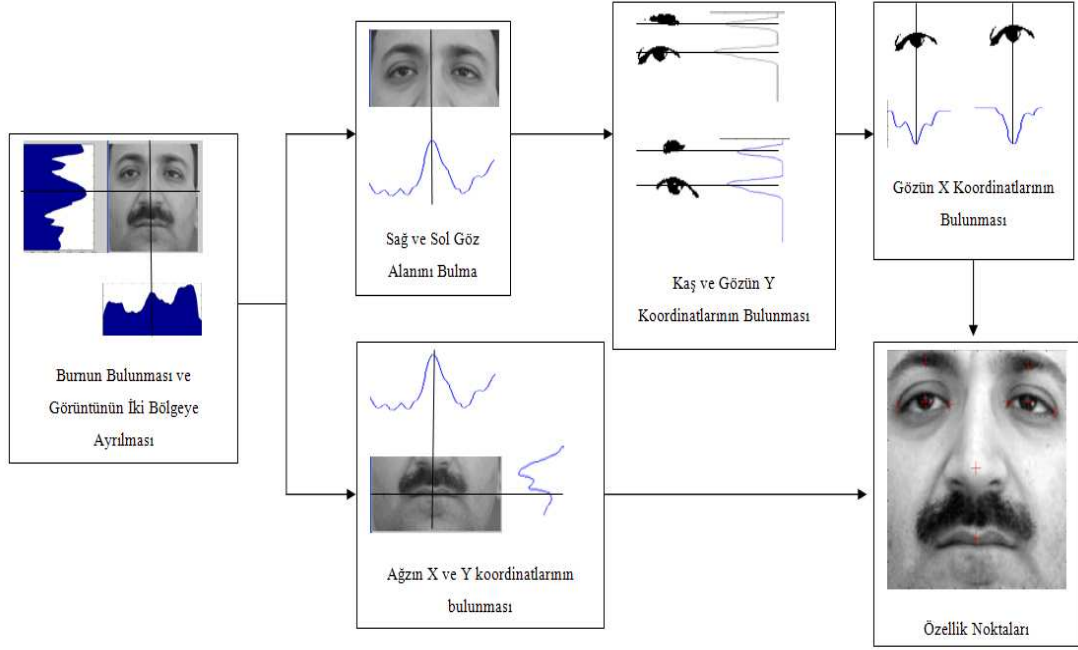 Burnun Bulunması ve
Görüntünün İki Bölgeye
Ayrılması
Sağ ve Sol Göz
Alanını Bulma
Kaş ve Gözün Y
Koordinatlarının Bulunması
Gözün X Koordinatlarının
Bulunması
Ağzın X ve Y koordinatlarının
bulunması
Özellik Noktaları